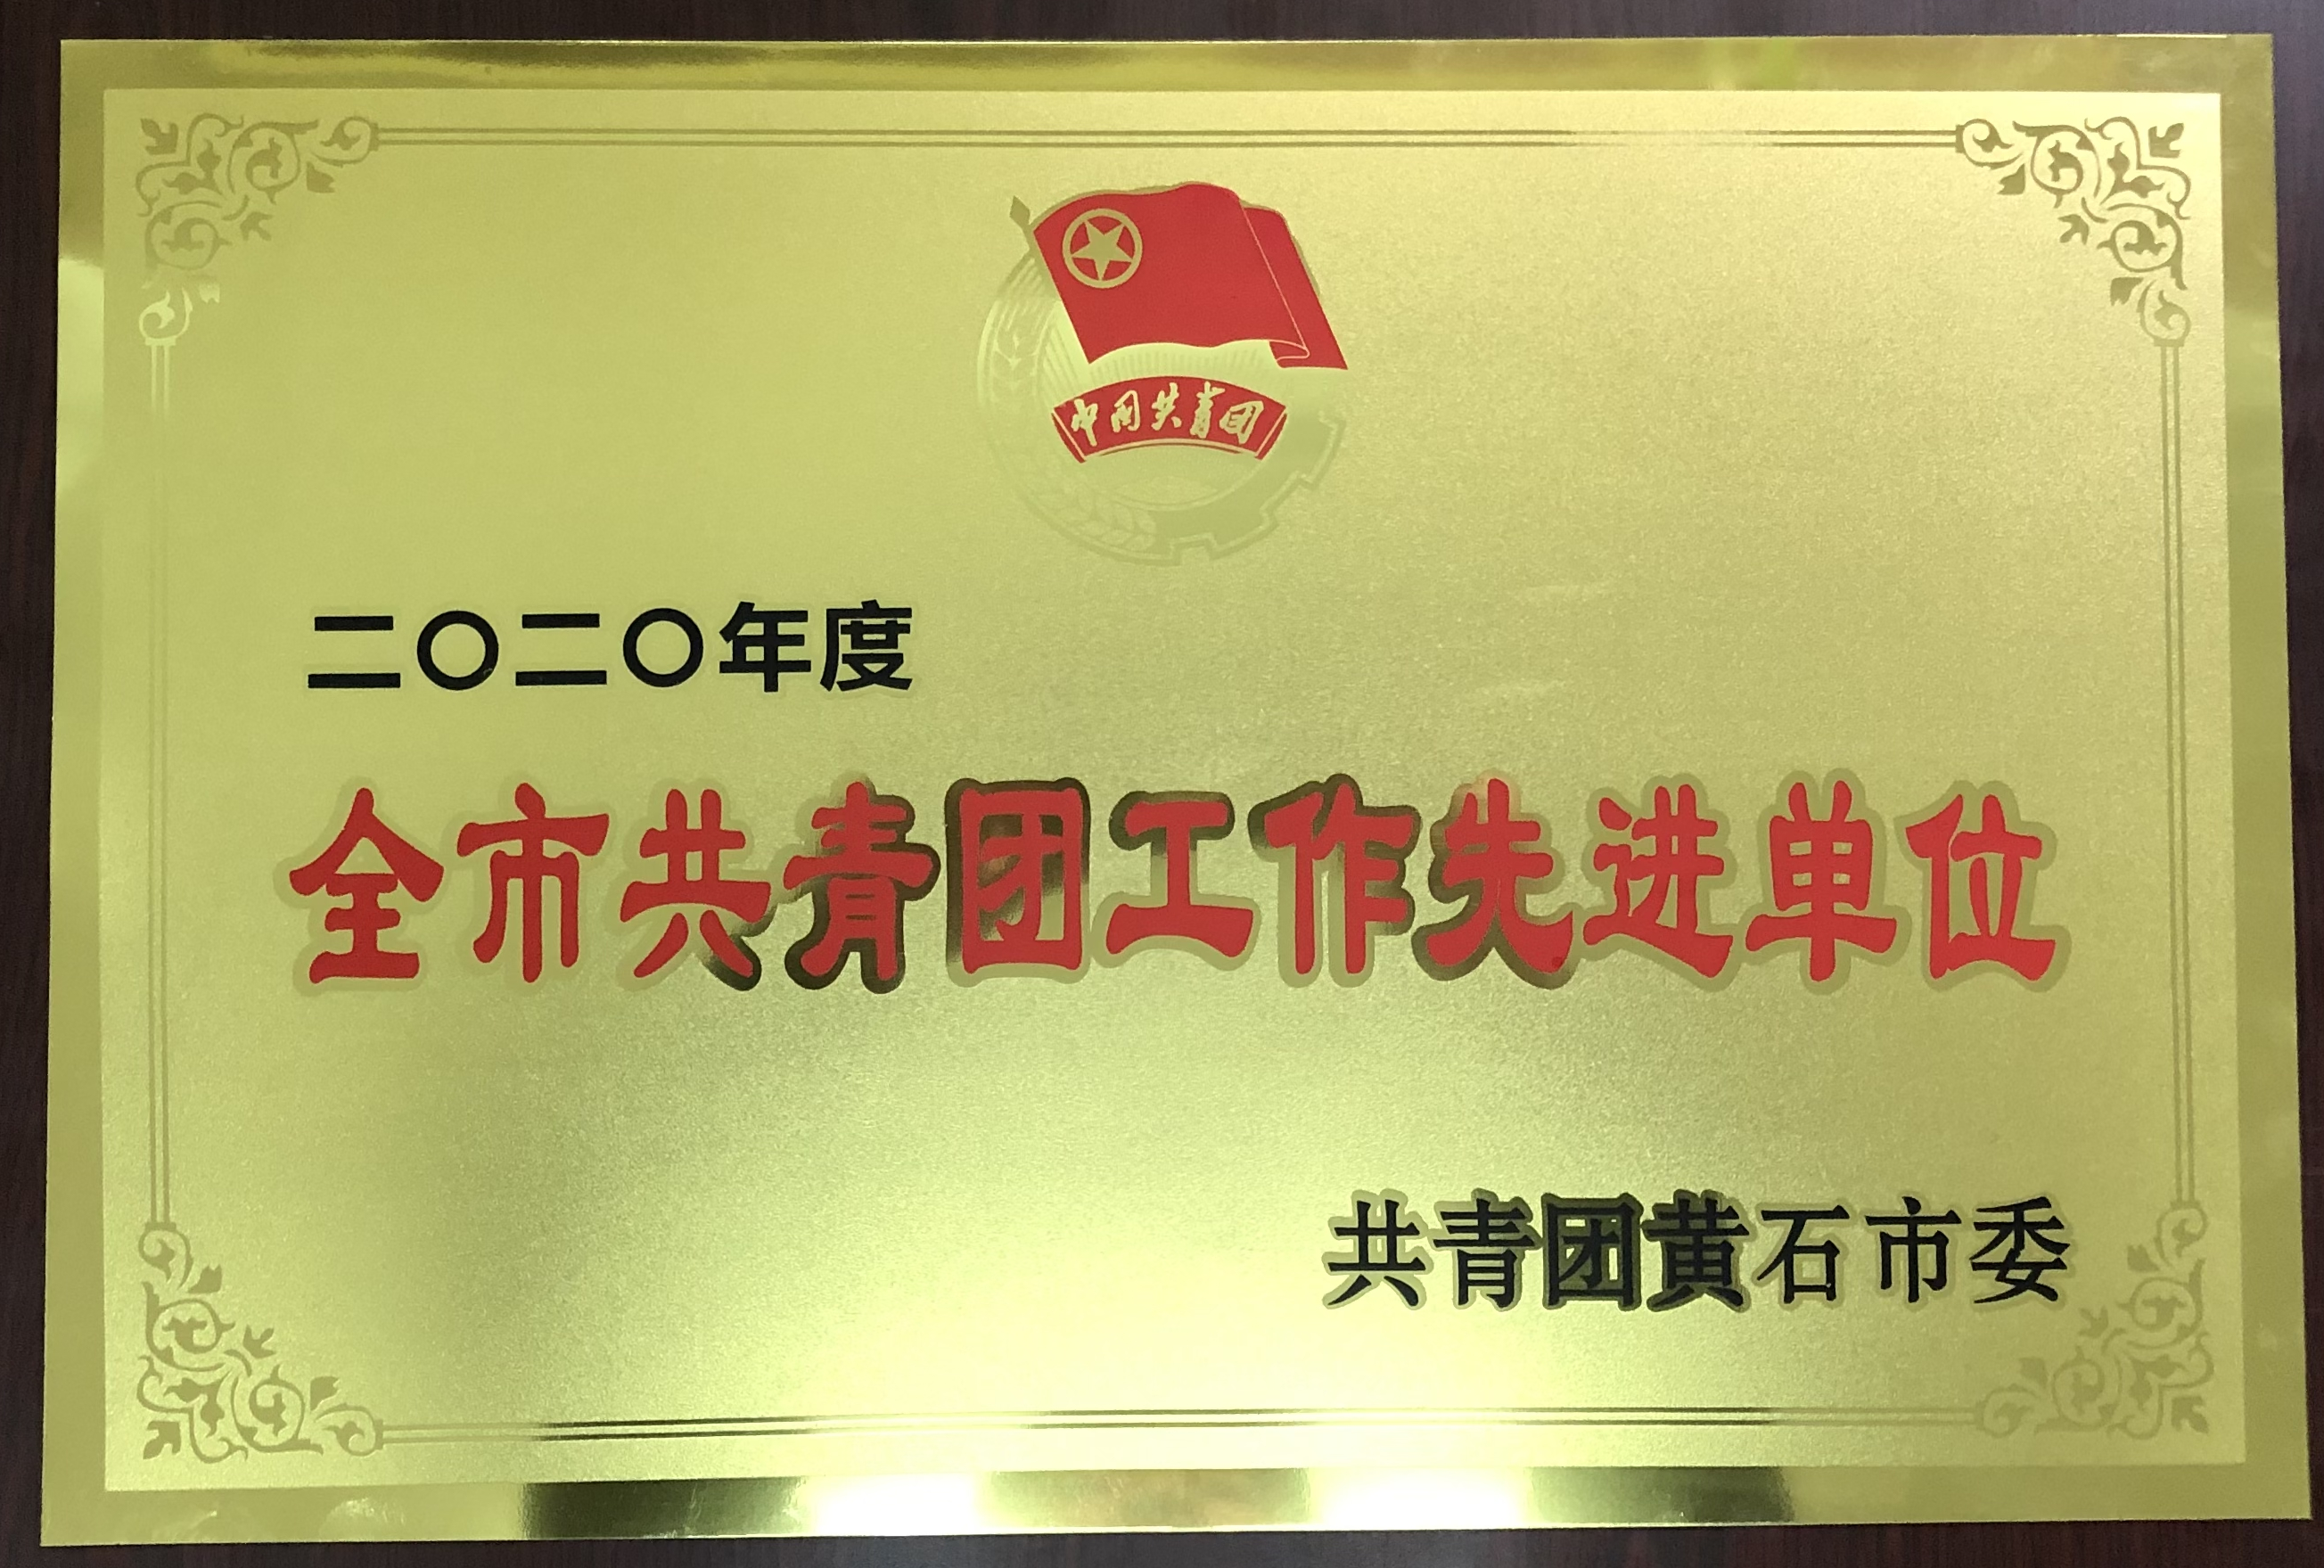 中国共青团
二〇二〇年度
全市共青团工作先进单位
共青团黄石市委